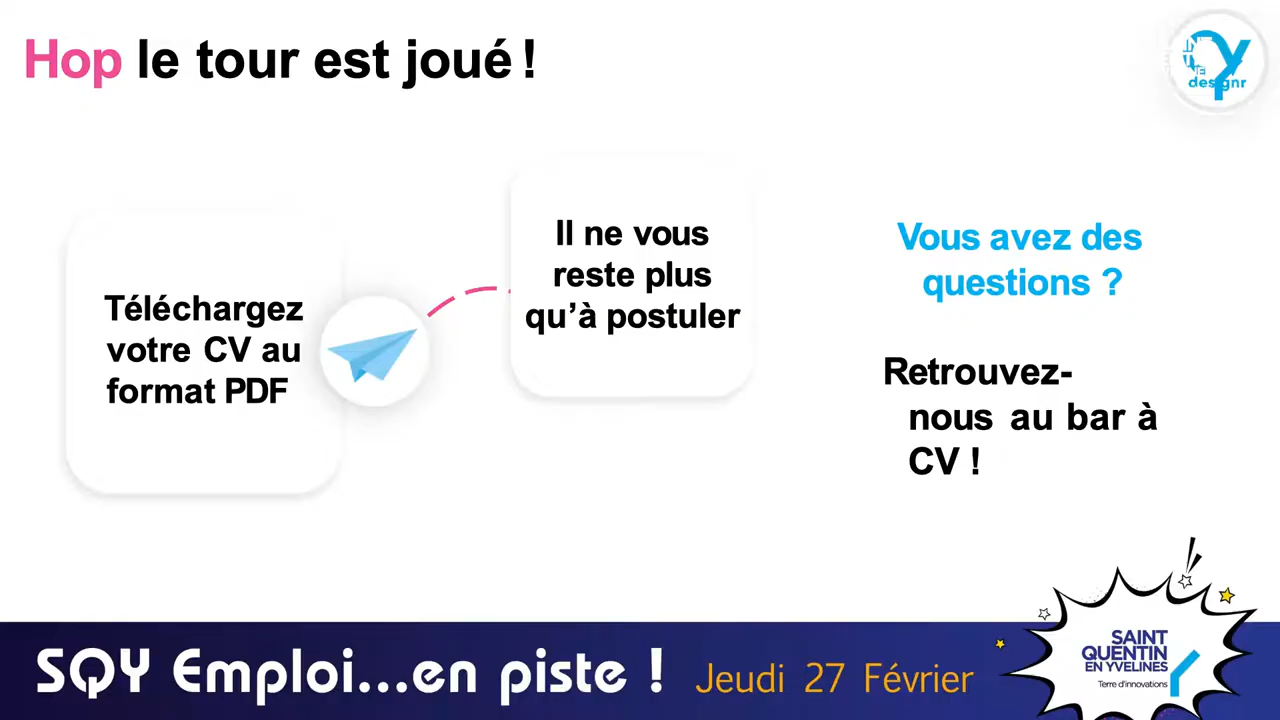 Hop le tour est joué !
designr
Téléchargez
votre CV au
format PDF
Il ne vous
reste plus
qu’à postuler
Vous avez des
questions ?
Retrouvez-
nous au bar à
CV !
SQY Emploi...en piste !
Jeudi 27 Février
SAINT
QUENTIN
EN YVELINES
Terre d'innovations